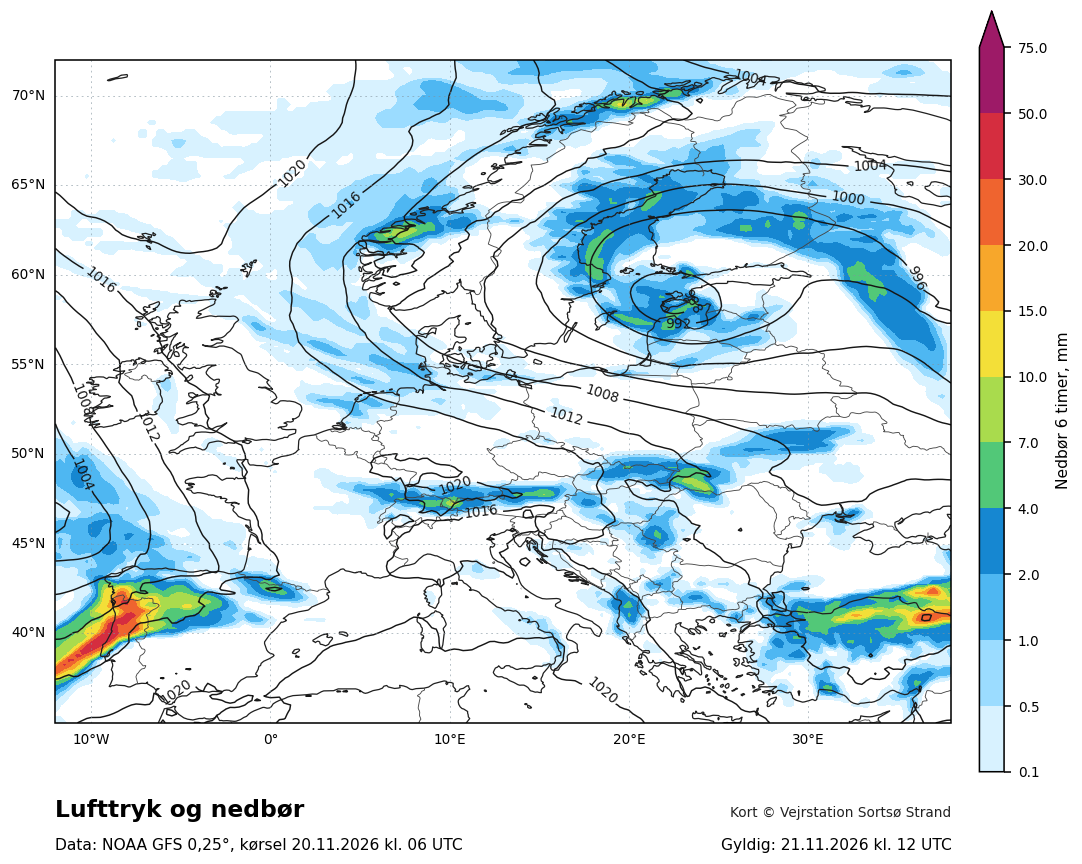 75.0
50.0
30.0
20.0
15.0
10.0
7.0
4.0
2.0
1.0
0.5
0.1
Nedbør 6 timer, mm
70°N
65°N
60°N
55°N
50°N
45°N
40°N
10°W
0°
10°E
20°E
30°E
1004
1020
1004
1016
1000
1016
996
992
1008
1008
1012
1012
1004
1020
1016
1020
1020
Lufttryk og nedbør
Kort © Vejrstation Sortsø Strand
Data: NOAA GFS 0,25°, kørsel 20.11.2026 kl. 06 UTC
Gyldig: 21.11.2026 kl. 12 UTC